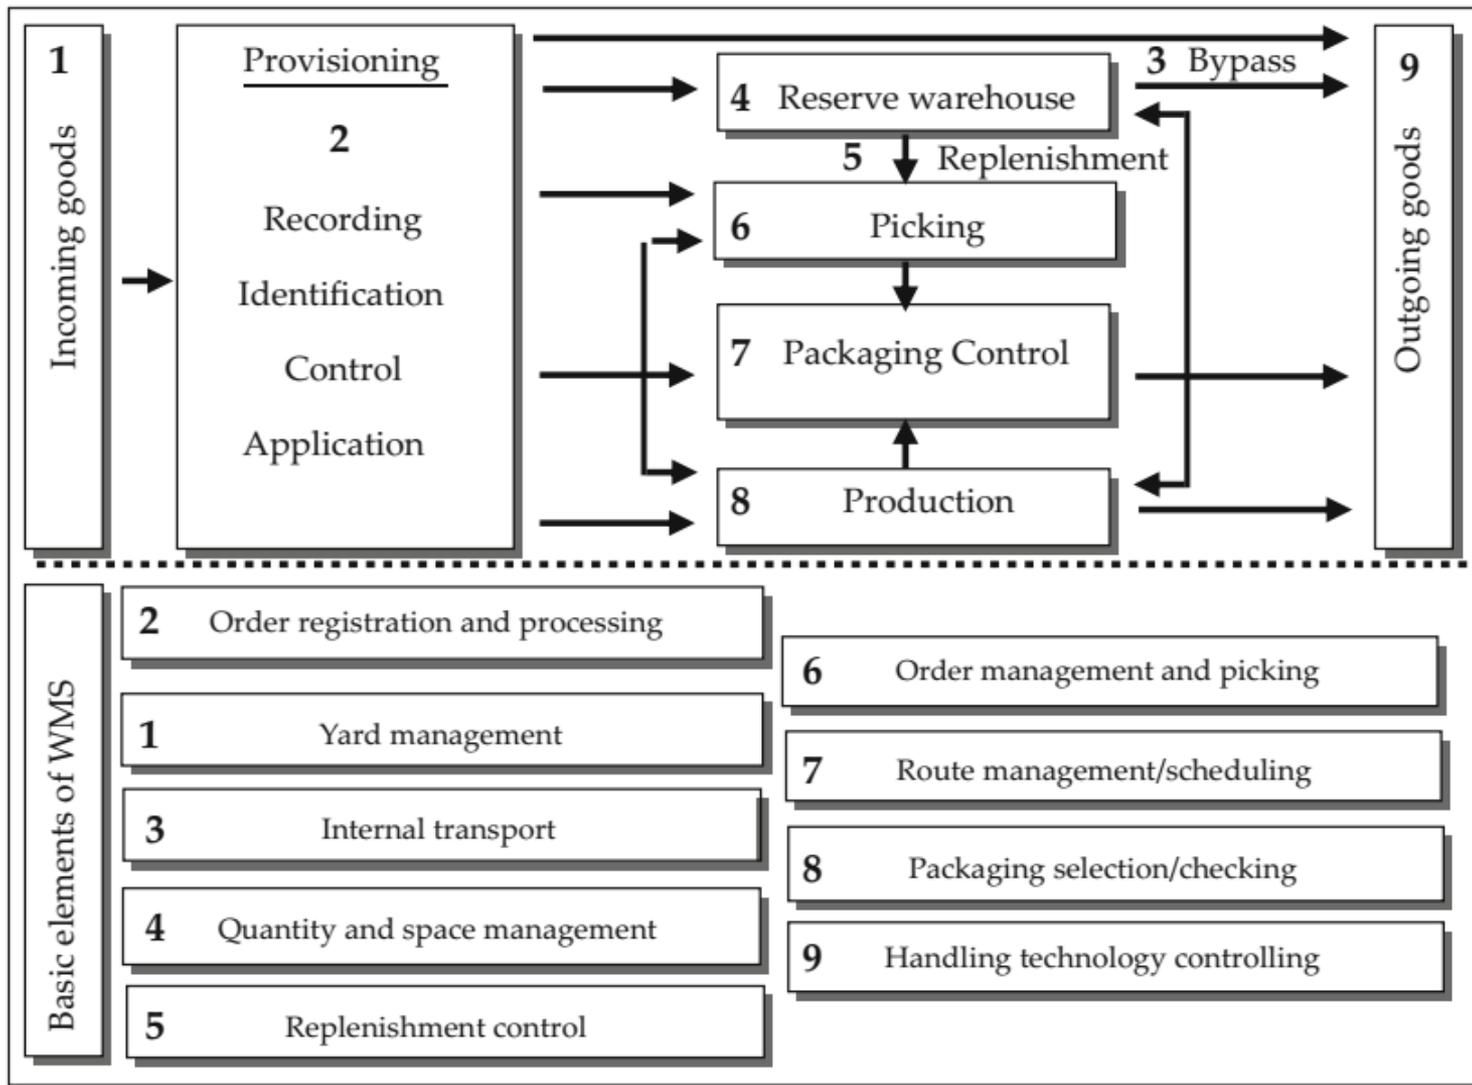 1
Incoming goods
Provisioning
2
Recording
Identification
Control
Application
3 Bypass
4 Reserve warehouse
5 Replenishment
6 Picking
7 Packaging Control
8 Production
9
Outgoing goods
Basic elements of WMS
2 Order registration and processing
1 Yard management
3 Internal transport
4 Quantity and space management
5 Replenishment control
6 Order management and picking
7 Route management/scheduling
8 Packaging selection/checking
9 Handling technology controlling